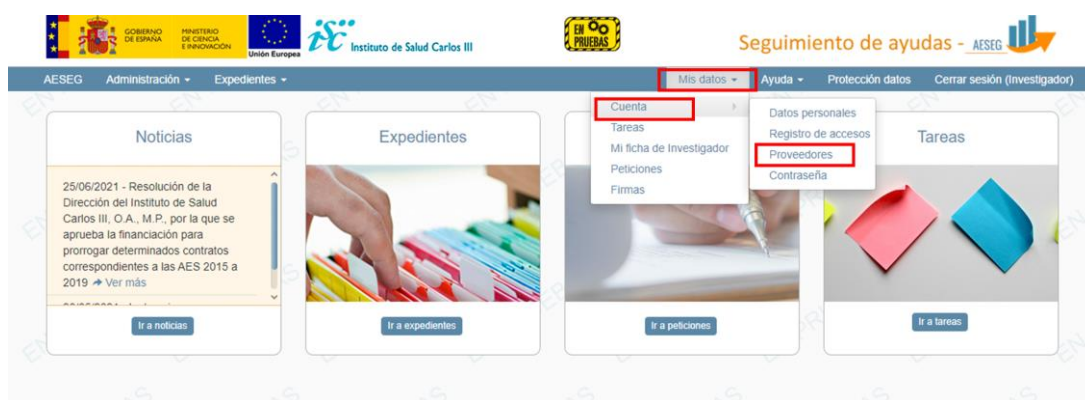 GOBIERNO
DE ESPAÑA
MINISTERIO
DE CIENCIA
E INNOVACIÓN
Unión Europea
isc
Instituto de Salud Carlos III
EN
PRUEBAS
Seguimiento de ayudas - AESEG
AESEG Administración Expedientes Mis datos Ayuda Protección datos Cerrar sesión (Investigador)
Cuenta
Tareas
Mi ficha de Investigador
Peticiones
Firmas
Datos personales
Registro de accesos
Proveedores
Contraseña
Noticias
25/06/2021 - Resolución de la
Dirección del Instituto de Salud
Carlos III, O.A., M.P., por la que se
aprueba la financiación para
prorrogar determinados contratos
correspondientes a las AES 2015 a
2019 Ver más
Ir a noticias
Expedientes
Ir a expedientes
Ir a peticiones
Tareas
Ir a tareas